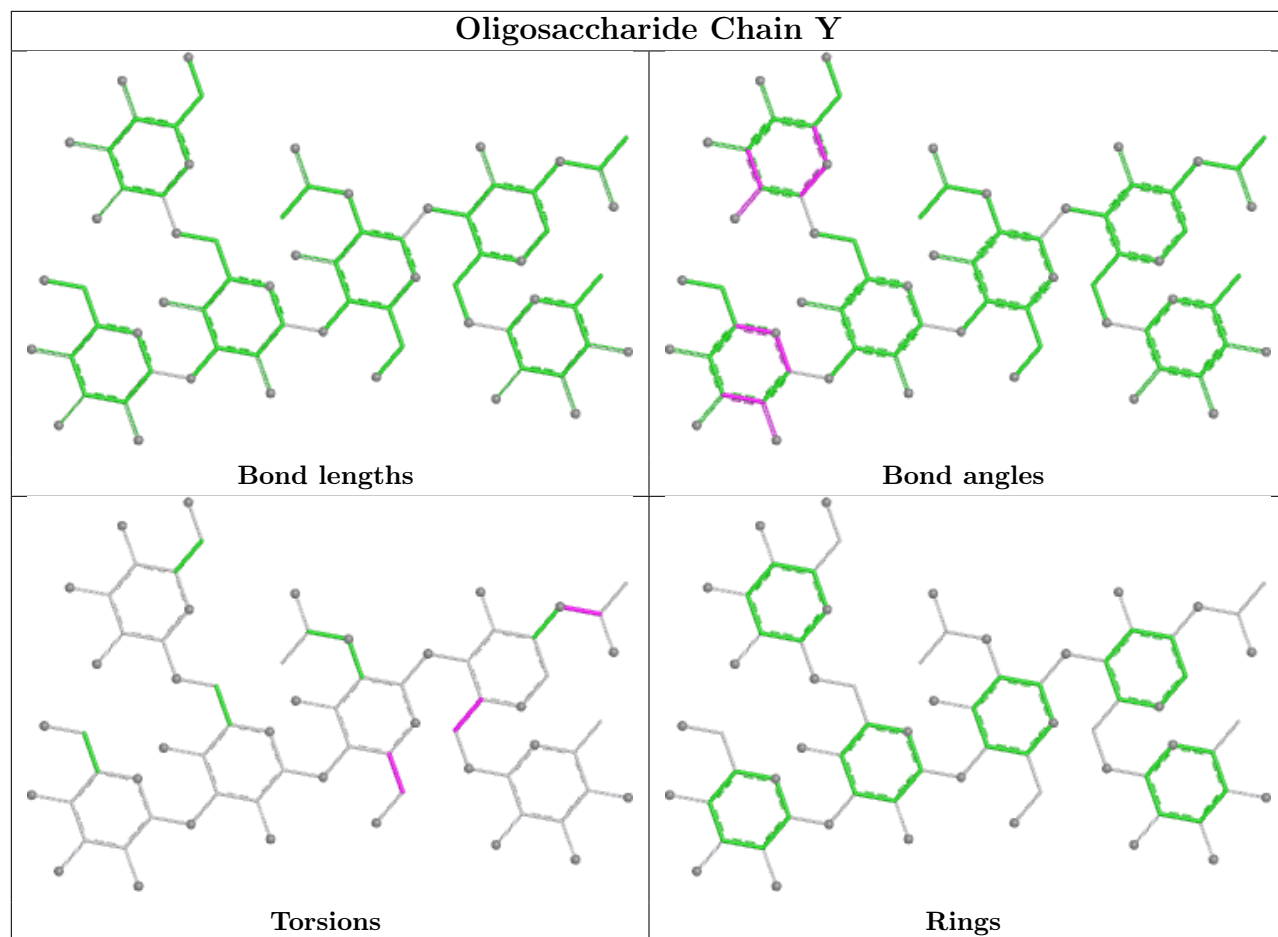 Oligosaccharide Chain Y
Bond lengths
Bond angles
Torsions
Rings